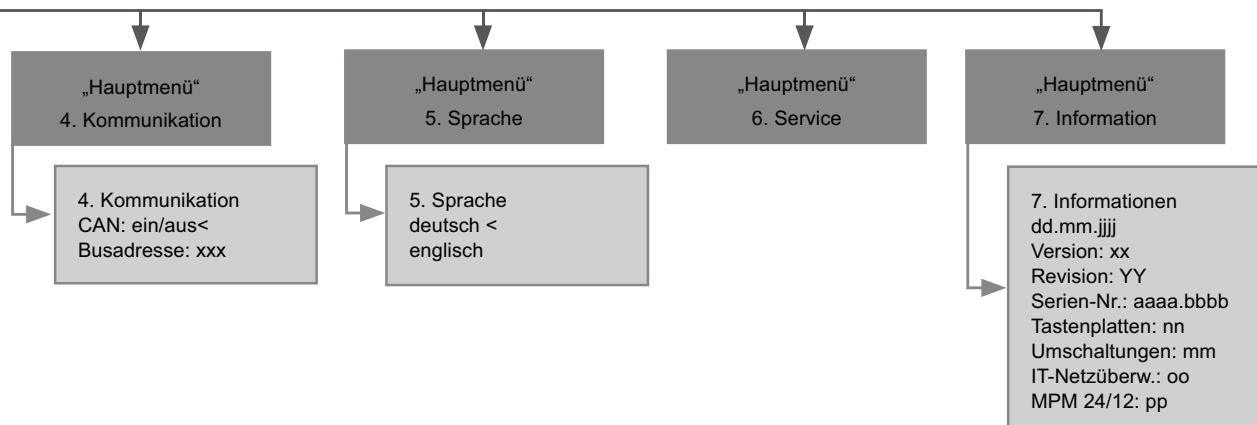 „Hauptmenü“
4. Kommunikation
„Hauptmenü“
5. Sprache
„Hauptmenü“
6. Service
„Hauptmenü“
7. Information
4. Kommunikation
CAN: ein/aus<
Busadresse: xxx
5. Sprache
deutsch <
englisch
7. Informationen
dd.mm.jjjj
Version: xx
Revision: YY
Serien-Nr.: aaaa.bbbb
Tastenplatten: nn
Umschaltungen: mm
IT-Netzüberw.: oo
MPM 24/12: pp